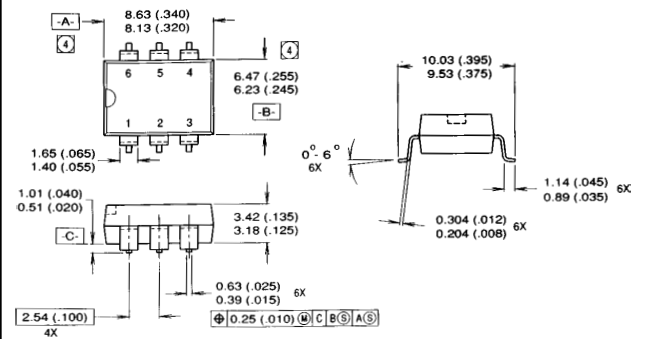 -A-
8.63 (.340)
8.13 (.320)
4
4
6 5 4
6.47 (.255)
6.23 (.245)
-B-
1 2 3
1.65 (.065)
1.40 (.055)
10.03 (.395)
9.53 (.375)
0°- 6°
6X
1.14 (.045)
0.89 (.035)
6X
0.304 (.012)
0.204 (.008)
6X
1.01 (.040)
0.51 (.020)
-C-
3.42 (.135)
3.18 (.125)
0.63 (.025)
0.39 (.015)
6X
2.54 (.100)
4X
⌖ 0.25 (.010) Ⓜ C B Ⓢ A Ⓢ